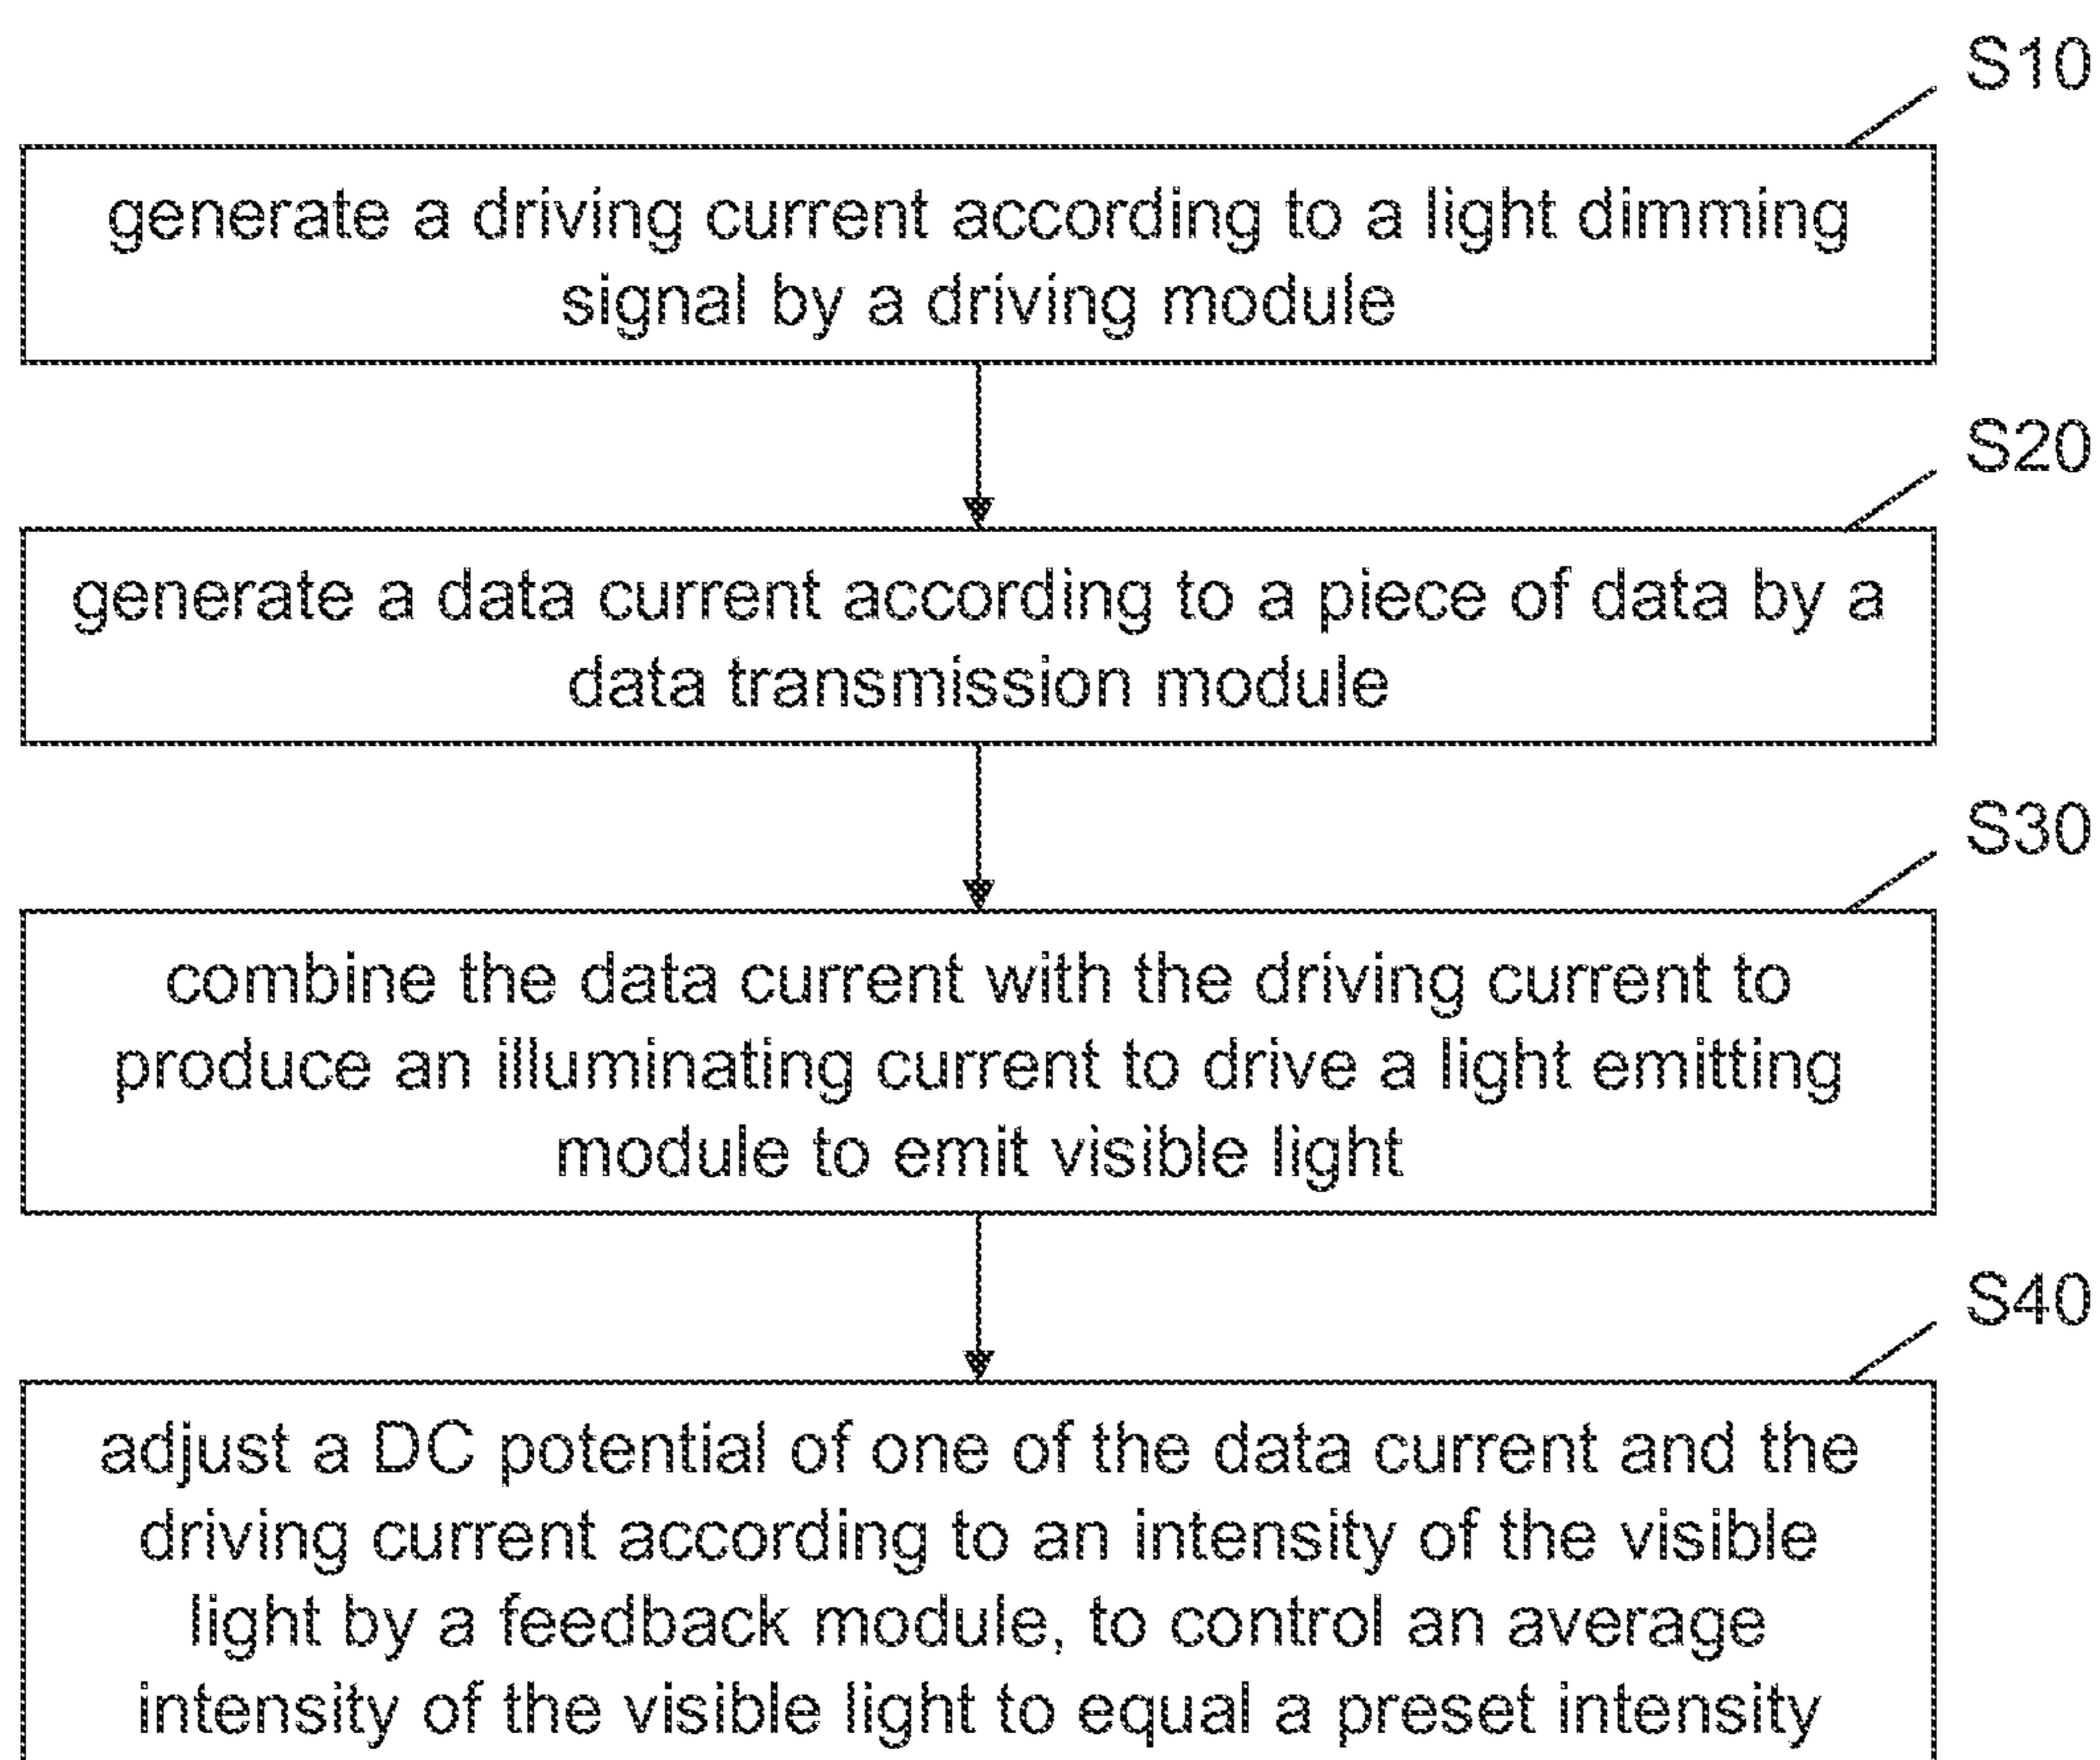 S10
generate a driving current according to a light dimming
signal by a driving module
S20
generate a data current according to a piece of data by a
data transmission module
S30
combine the data current with the driving current to
produce an illuminating current to drive a light emitting
module to emit visible light
S40
adjust a DC potential of one of the data current and the
driving current according to an intensity of the visible
light by a feedback module, to control an average
intensity of the visible light to equal a preset intensity